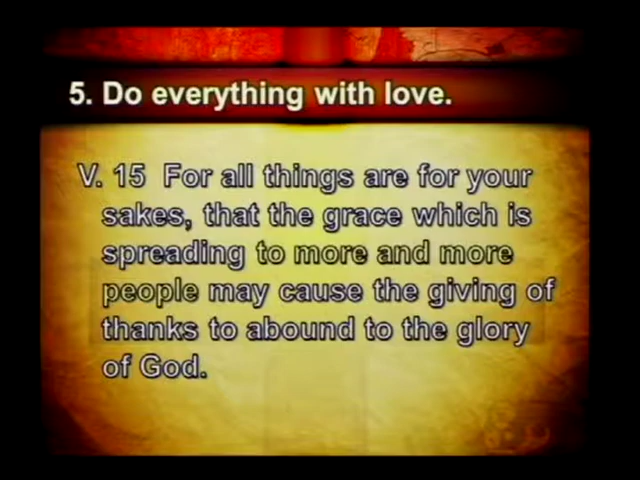 5. Do everything with love.
V. 15 For all things are for your
sakes, that the grace which is
spreading to more and more
people may cause the giving of
thanks to abound to the glory
of God.